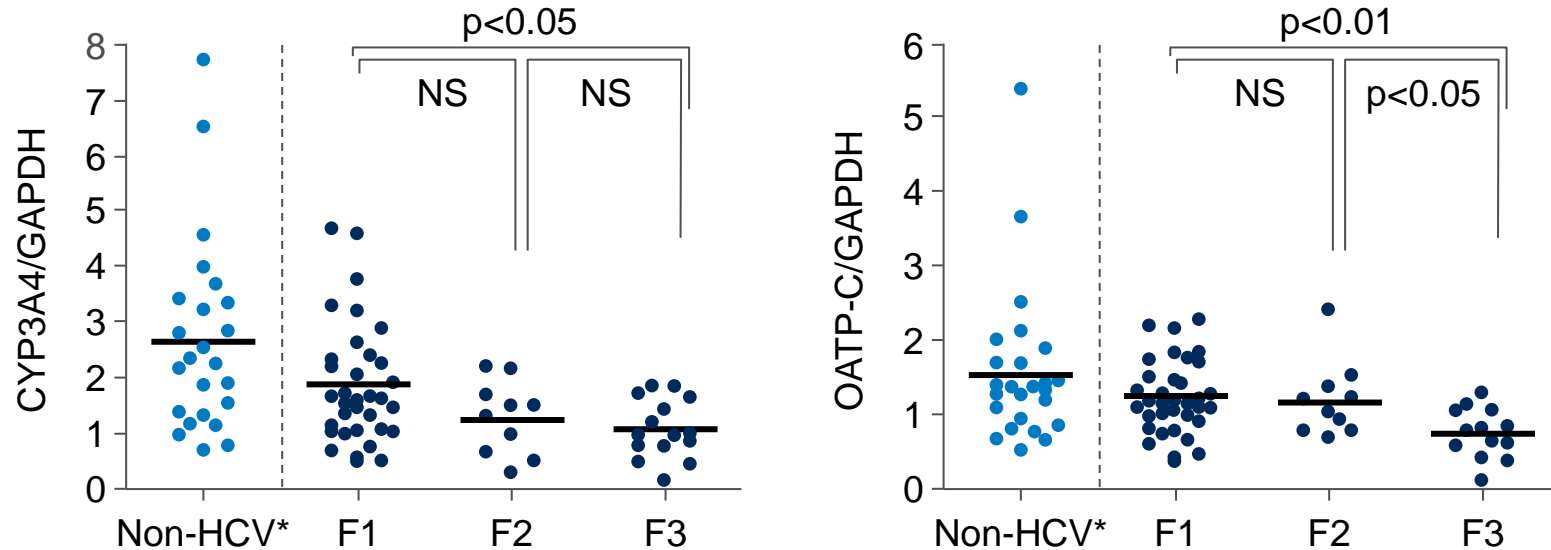 p<0.05
NS
NS
8
7
6
5
4
3
2
1
0
CYP3A4/GAPDH
Non-HCV*
F1
F2
F3
p<0.01
NS
p<0.05
6
5
4
3
2
1
0
OATP-C/GAPDH
Non-HCV*
F1
F2
F3